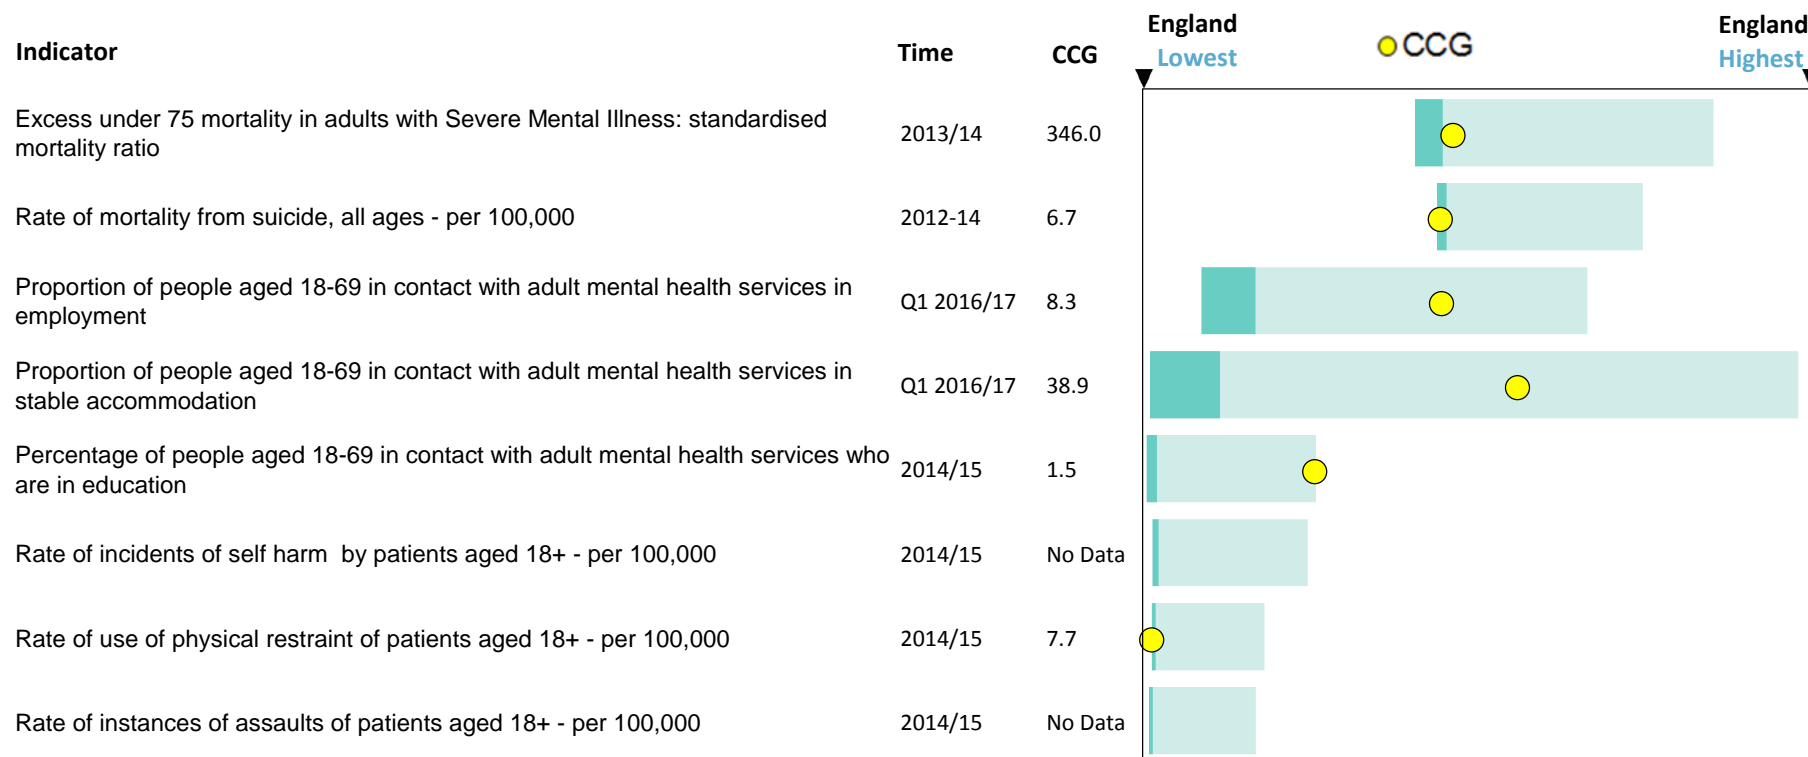 Indicator Time CCG England Lowest CCG England Highest
Excess under 75 mortality in adults with Severe Mental Illness: standardised
mortality ratio
2013/14 346.0
Rate of mortality from suicide, all ages - per 100,000 2012-14 6.7
Proportion of people aged 18-69 in contact with adult mental health services in
employment
Q1 2016/17 8.3
Proportion of people aged 18-69 in contact with adult mental health services in
stable accommodation
Q1 2016/17 38.9
Percentage of people aged 18-69 in contact with adult mental health services who
are in education
2014/15 1.5
Rate of incidents of self harm by patients aged 18+ - per 100,000 2014/15 No Data
Rate of use of physical restraint of patients aged 18+ - per 100,000 2014/15 7.7
Rate of instances of assaults of patients aged 18+ - per 100,000 2014/15 No Data